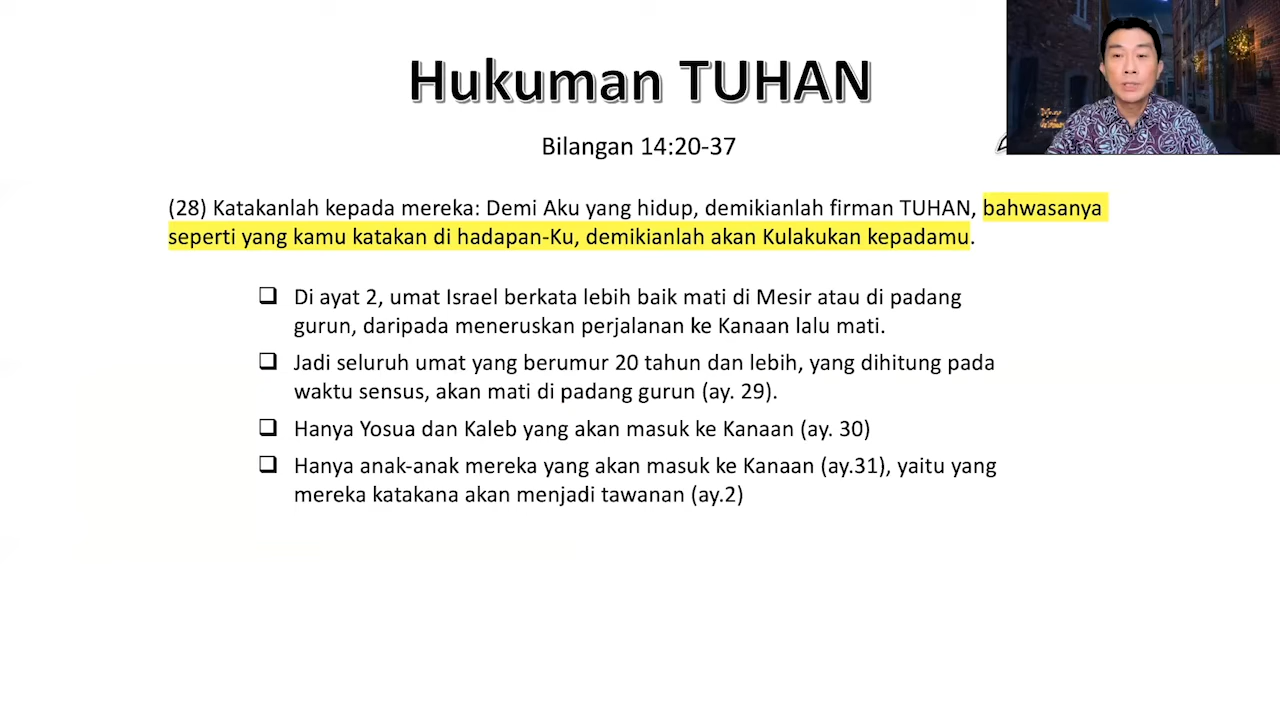 Hukuman TUHAN
Bilangan 14:20-37
(28) Katakanlah kepada mereka: Demi Aku yang hidup, demikianlah firman TUHAN, bahwasanya
seperti yang kamu katakan di hadapan-Ku, demikianlah akan Kulakukan kepadamu.
❑ Di ayat 2, umat Israel berkata lebih baik mati di Mesir atau di padang
gurun, daripada meneruskan perjalanan ke Kanaan lalu mati.
❑ Jadi seluruh umat yang berumur 20 tahun dan lebih, yang dihitung pada
waktu sensus, akan mati di padang gurun (ay. 29).
❑ Hanya Yosua dan Kaleb yang akan masuk ke Kanaan (ay. 30)
❑ Hanya anak-anak mereka yang akan masuk ke Kanaan (ay.31), yaitu yang
mereka katakana akan menjadi tawanan (ay.2)